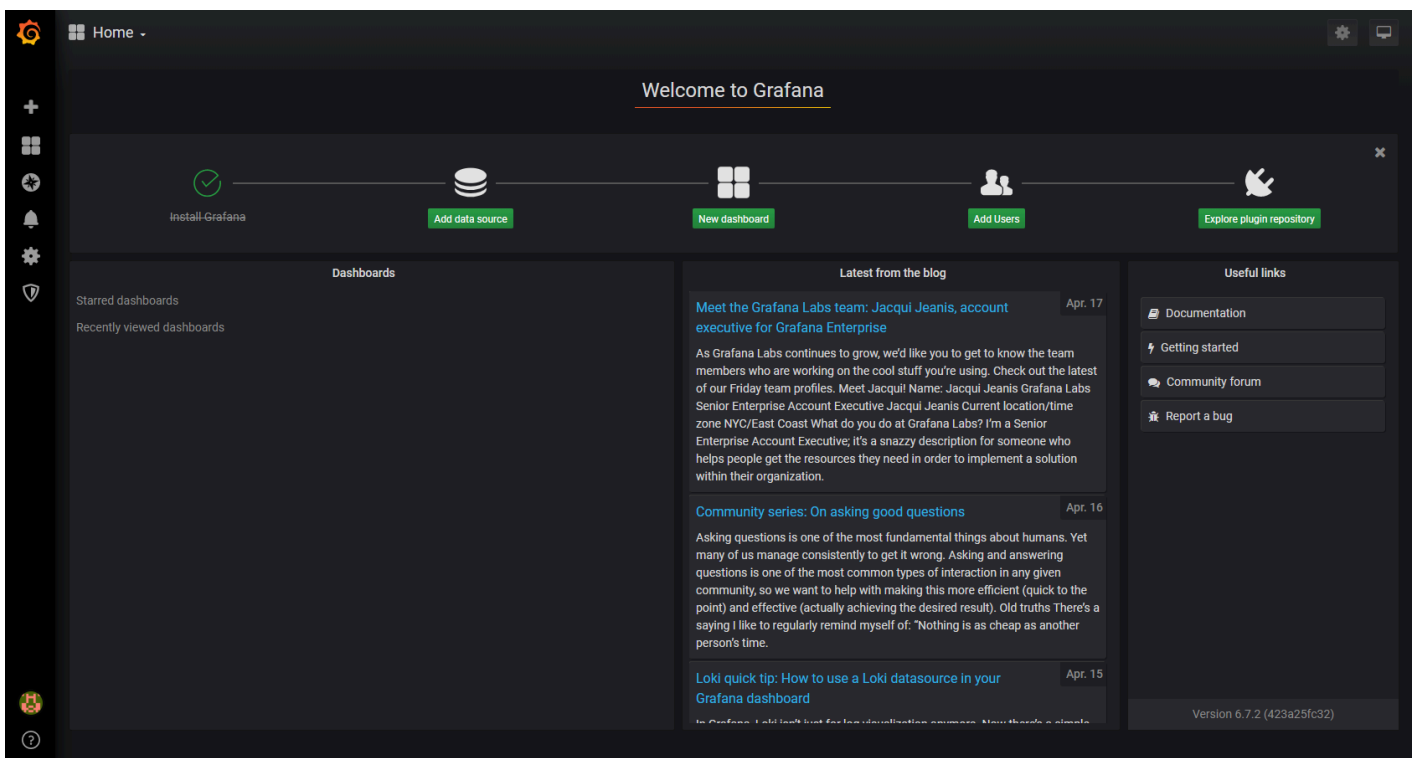 Home
Welcome to Grafana
Install Grafana
Add data source
New dashboard
Add Users
Explore plugin repository
Dashboards
Starred dashboards
Recently viewed dashboards
Latest from the blog
Meet the Grafana Labs team: Jacqui Jeanis, account
executive for Grafana Enterprise
Apr. 17
As Grafana Labs continues to grow, we'd like you to get to know the team
members who are working on the cool stuff you're using. Check out the latest
of our Friday team profiles. Meet Jacqui! Name: Jacqui Jeanis Grafana Labs
Senior Enterprise Account Executive Jacqui Jeanis Current location/time
zone NYC/East Coast What do you do at Grafana Labs? I'm a Senior
Enterprise Account Executive; it's a snazzy description for someone who
helps people get the resources they need in order to implement a solution
within their organization.
Community series: On asking good questions
Apr. 16
Asking questions is one of the most fundamental things about humans. Yet
many of us manage consistently to get it wrong. Asking and answering
questions is one of the most common types of interaction in any given
community, so we want to help with making this more efficient (quick to the
point) and effective (actually achieving the desired result). Old truths There's a
saying I like to regularly remind myself of: "Nothing is as cheap as another
person's time.
Loki quick tip: How to use a Loki datasource in your
Grafana dashboard
Apr. 15
In Grafana, Loki isn't just for log visualization anymore. Now there's a simple
Useful links
Documentation
Getting started
Community forum
Report a bug
Version 6.7.2 (423a25fc32)